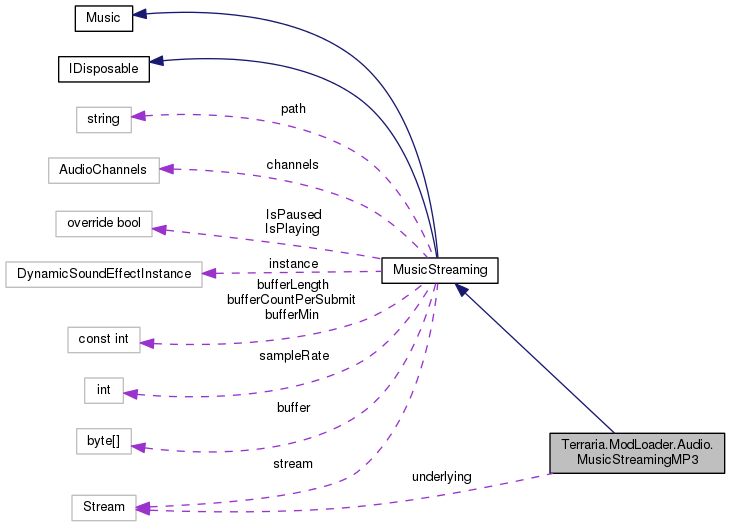 Music
IDisposable
string
path
AudioChannels
channels
override bool
IsPaused
IsPlaying
DynamicSoundEffectInstance
instance
MusicStreaming
bufferLength
bufferCountPerSubmit
bufferMin
const int
sampleRate
int
buffer
byte[]
stream
Terraria.ModLoader.Audio.
MusicStreamingMP3
underlying
Stream